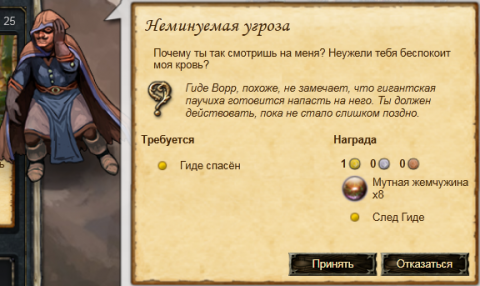 25
Неминуемая угроза
Почему ты так смотришь на меня? Неужели тебя беспокоит
моя кровь?
Гиде Ворр, похоже, не замечает, что гигантская
паучиха готовится напасть на него. Ты должен
действовать, пока не стало слишком поздно.
Требуется
Награда
Гиде спасён
1 0 0
Мутная жемчужина
x8
След Гиде
Принять
Отказаться